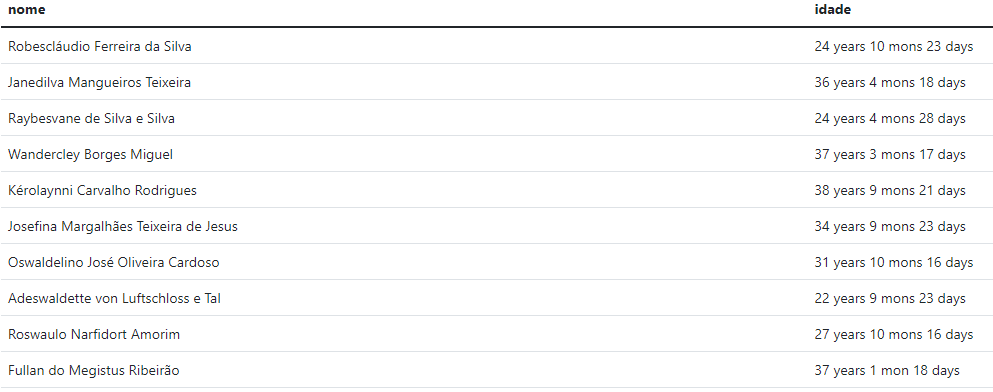 nome idade
Robescláudio Ferreira da Silva 24 years 10 mons 23 days
Janedilva Mangueiros Teixeira 36 years 4 mons 18 days
Raybesvane de Silva e Silva 24 years 4 mons 28 days
Wandercley Borges Miguel 37 years 3 mons 17 days
Kérolaynni Carvalho Rodrigues 38 years 9 mons 21 days
Josefina Margalhães Teixeira de Jesus 34 years 9 mons 23 days
Oswaldelino José Oliveira Cardoso 31 years 10 mons 16 days
Adeswaldette von Luftschloss e Tal 22 years 9 mons 23 days
Roswaulo Narfidort Amorim 27 years 10 mons 16 days
Fullan do Megistus Ribeirão 37 years 1 mon 18 days